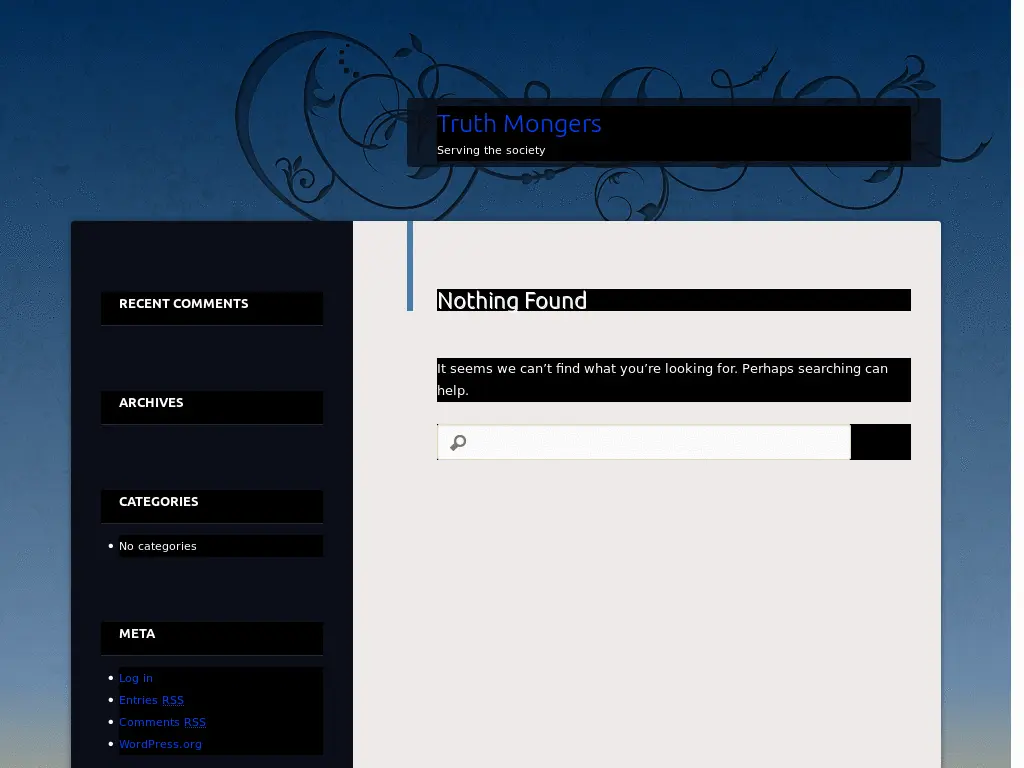 Truth Mongers
Serving the society
RECENT COMMENTS
ARCHIVES
CATEGORIES
No categories
META
Log in
Entries RSS
Comments RSS
WordPress.org
Nothing Found
It seems we can’t find what you’re looking for. Perhaps searching can
help.